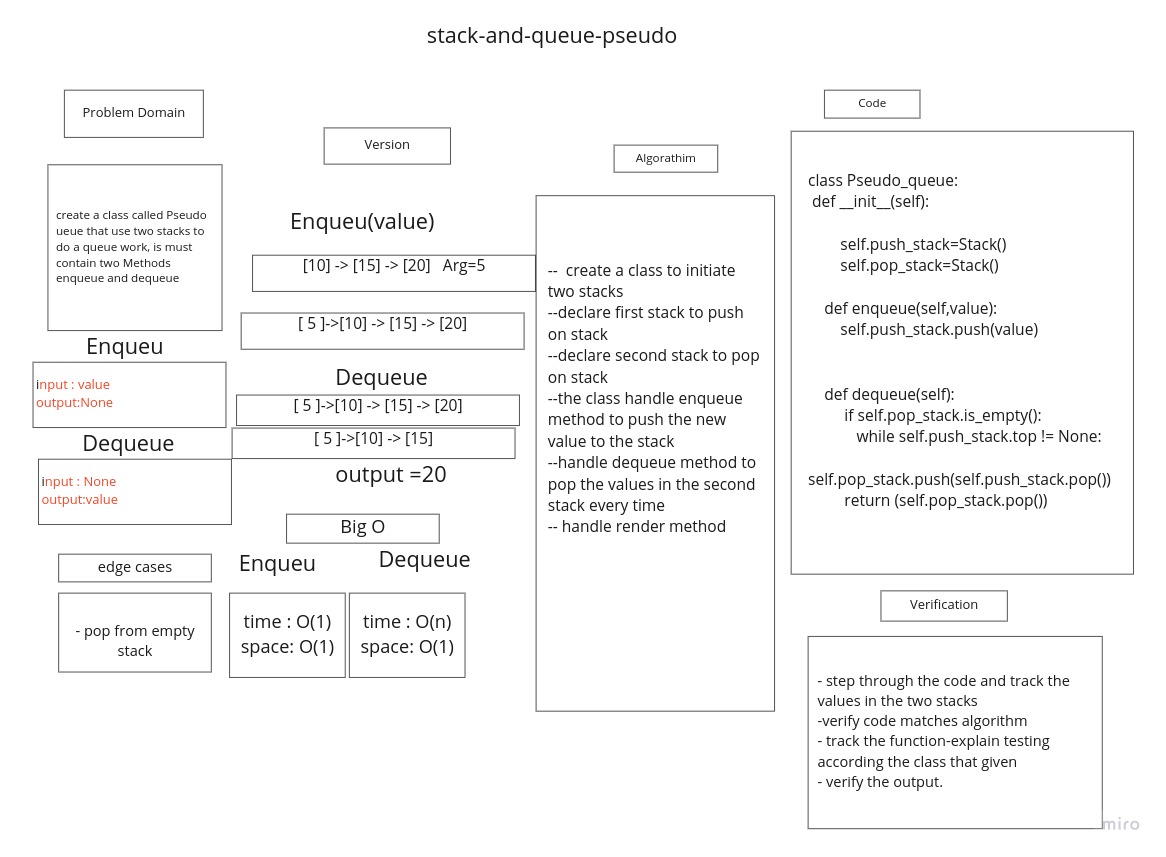 stack-and-queue-pseudo
Problem Domain
create a class called Pseudo
ueue that use two stacks to
do a queue work, is must
contain two Methods
enqueue and dequeue
Enqueu
input : value
output:None
Dequeue
input : None
output:value
edge cases
- pop from empty
stack
Version
Enqueu(value)
[10] -> [15] -> [20]   Arg=5
[ 5 ]->[10] -> [15] -> [20]
Dequeue
[ 5 ]->[10] -> [15] -> [20]
[ 5 ]->[10] -> [15]
output =20
Big O
Enqueu
time : O(1)
space: O(1)
Dequeue
time : O(n)
space: O(1)
Algorathim
--  create a class to initiate
two stacks
--declare first stack to push
on stack
--declare second stack to pop
on stack
--the class handle enqueue
method to push the new
value to the stack
--handle dequeue method to
pop the values in the second
stack every time
-- handle render method
Code
class Pseudo_queue:
def __init__(self):
self.push_stack=Stack()
self.pop_stack=Stack()
def enqueue(self,value):
self.push_stack.push(value)
def dequeue(self):
if self.pop_stack.is_empty():
while self.push_stack.top != None:
self.pop_stack.push(self.push_stack.pop())
return (self.pop_stack.pop())
Verification
- step through the code and track the
values in the two stacks
-verify code matches algorithm
- track the function-explain testing
according the class that given
- verify the output.
miro